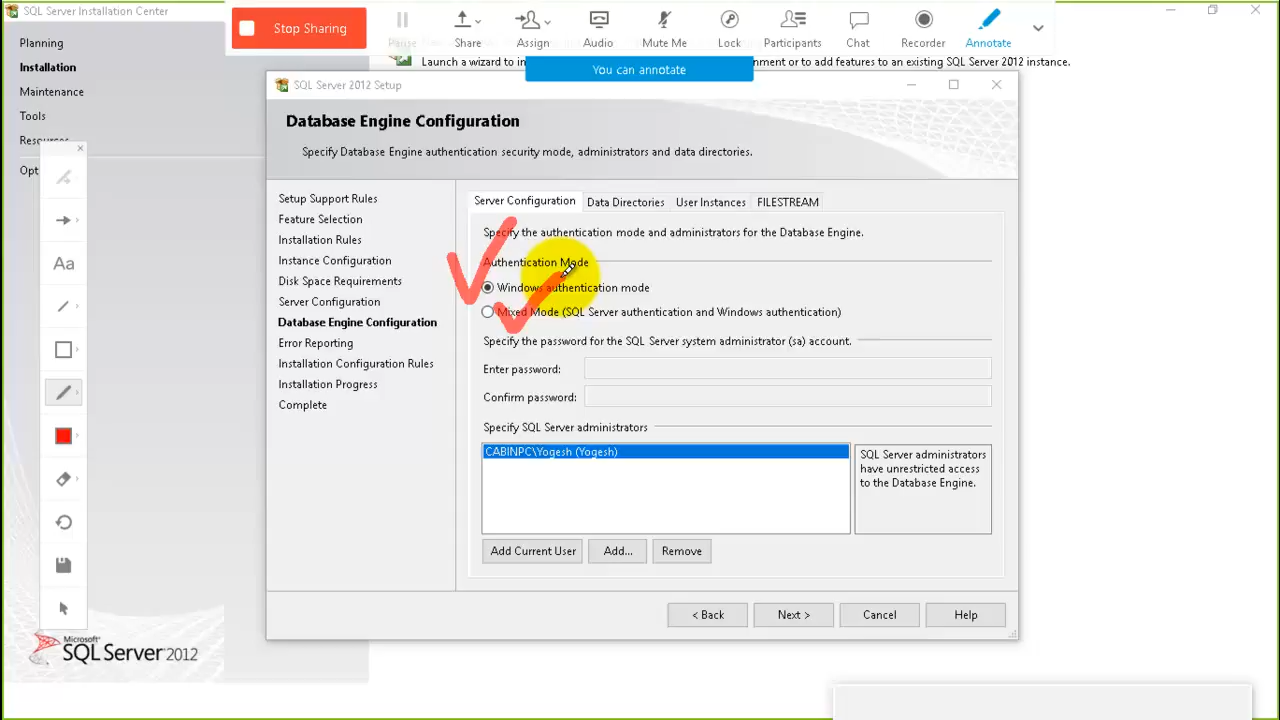 SQL Server Installation Center
Stop Sharing
Pause
Share
Assign
Audio
Mute Me
Lock
Participants
Chat
Recorder
Annotate
You can annotate
Planning
Installation
Maintenance
Tools
Opt
Launch a wizard to in
onment or to add features to an existing SQL Server 2012 instance.
SQL Server 2012 Setup
Database Engine Configuration
Specify Database Engine authentication security mode, administrators and data directories.
Setup Support Rules
Feature Selection
Installation Rules
Instance Configuration
Disk Space Requirements
Server Configuration
Database Engine Configuration
Error Reporting
Installation Configuration Rules
Installation Progress
Complete
Server Configuration
Data Directories
User Instances
FILESTREAM
Specify the authentication mode and administrators for the Database Engine.
Authentication Mode
Windows authentication mode
Mixed Mode (SQL Server authentication and Windows authentication)
Specify the password for the SQL Server system administrator (sa) account.
Enter password:
Confirm password:
Specify SQL Server administrators
CABINPC\Yogesh (Yogesh)
SQL Server administrators
have unrestricted access
to the Database Engine.
Add Current User
Add...
Remove
< Back
Next >
Cancel
Help
Aa
Microsoft
SQL Server 2012